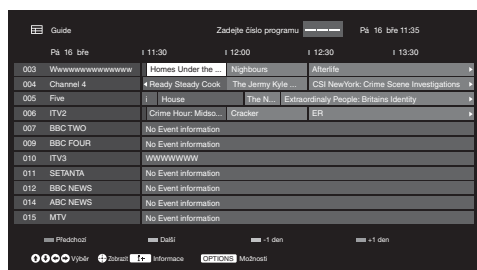 Guide Zadejte číslo programu Pá 16 bře 11:35
Pá 16 bře 11:30 12:00 12:30 13:30
003 Wwwwwwwwwwwwww Homes Under the ... Nighbours Afterlife
004 Channel 4 Ready Steady Cook The Jermy Kyle ... CSI NewYork: Crime Scene Investigations
005 Five i House The N... Extraordinaly People: Britains Identity
006 ITV2 Crime Hour: Midso... Cracker ER
007 BBC TWO No Event information
009 BBC FOUR No Event information
010 ITV3 WWWWWWW
011 SETANTA No Event information
012 BBC NEWS No Event information
014 ABC NEWS No Event information
015 MTV No Event information
Předchozí Další -1 den +1 den
Výběr Zobrazit i+ Informace OPTIONS Možnosti